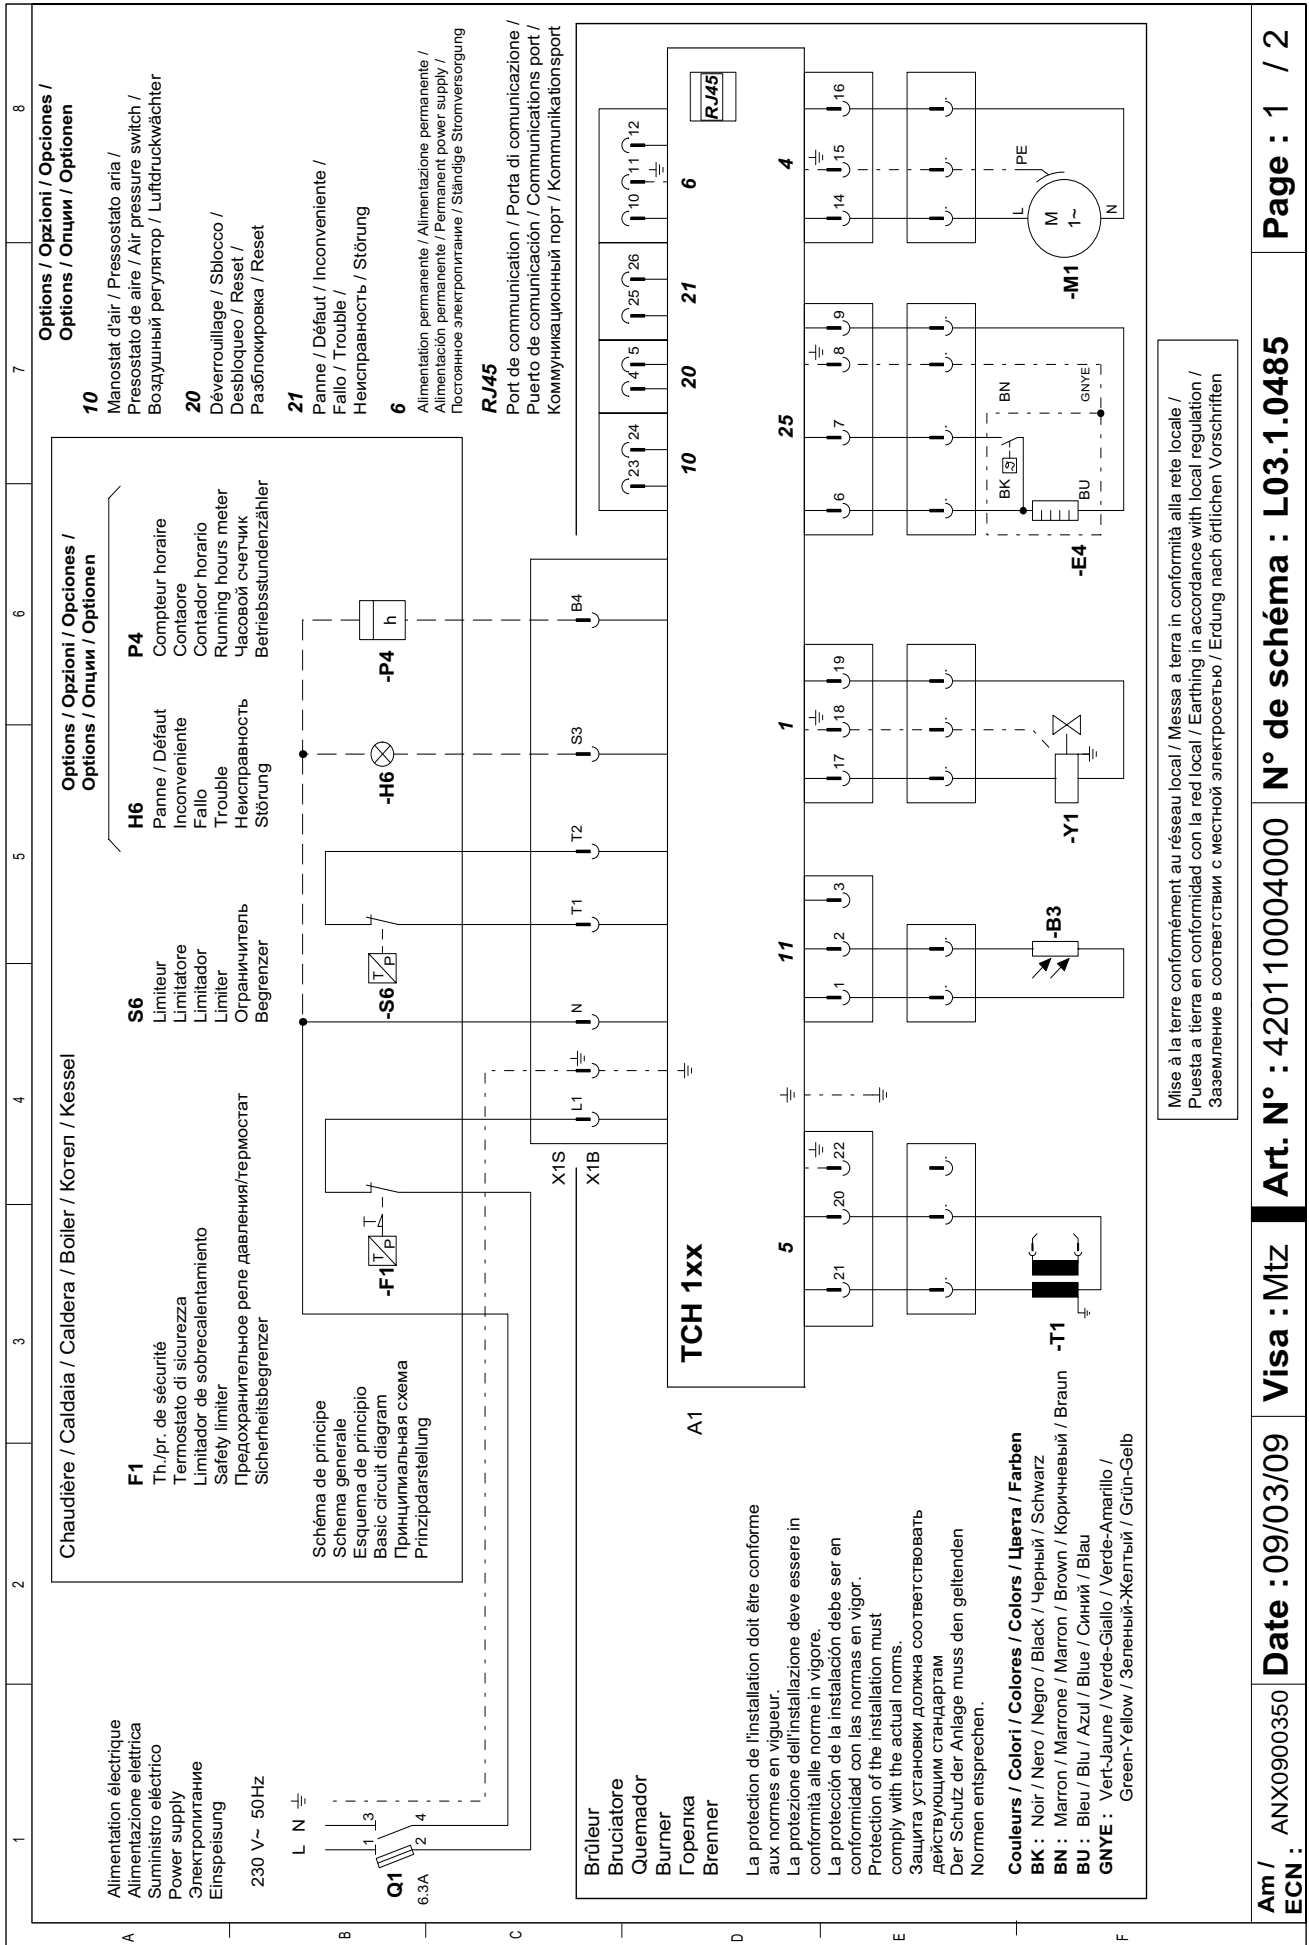 1 2 3 4 5 6 7 8
A
B
C
D
E
F
Alimentation électrique
Alimentazione elettrica
Suministro eléctrico
Power supply
Электропитание
Einspeisung
230 V~ 50Hz
L N
1 3
2 4
Q1
6.3A
Chaudière / Caldaia / Caldera / Boiler / Котел / Kessel
F1
Th./pr. de sécurité
Termostato di sicurezza
Limitador de sobrecalentamiento
Safety limiter
Предохранительное реле давления/термостат
Sicherheitsbegrenzer
S6
Limiteur
Limitatore
Limitador
Limiter
Ограничитель
Begrenzer
Options / Opzioni / Opciones /
Options / Опции / Optionen
H6
Panne / Défaut
Inconveniente
Fallo
Trouble
Неисправность
Störung
P4
Compteur horaire
Contaore
Contador horario
Running hours meter
Часовой счетчик
Betriebsstundenzähler
Schéma de principe
Schema generale
Esquema de principio
Basic circuit diagram
Принципиальная схема
Prinzipdarstellung
-F1
T P
-S6
T P
-H6
-P4
h
Options / Opzioni / Opciones /
Options / Опции / Optionen
10
Manostat d'air / Pressostato aria /
Presostato de aire / Air pressure switch /
Воздушный регулятор / Luftdruckwächter
20
Déverrouillage / Sblocco /
Desbloqueo / Reset /
Разблокировка / Reset
21
Panne / Défaut / Inconveniente /
Fallo / Trouble /
Неисправность / Störung
6
Alimentation permanente / Alimentazione permanente /
Alimentación permanente / Permanent power supply /
Постоянное электропитание / Ständige Stromversorgung
RJ45
Port de communication / Porta di comunicazione /
Puerto de comunicación / Communications port /
Коммуникационный порт / Kommunikationsport
X1S
X1B
L1 N T1 T2 S3 B4
Brûleur
Bruciatore
Quemador
Burner
Горелка
Brenner
A1
TCH 1xx
23 24 4 5 25 26 10 11 12
10 20 21 6
RJ45
5 11 1 25 4
21 20 22 1 2 3 17 18 19 6 7 8 9 14 15 16
-T1
-B3
-Y1
-E4
BK BN
BU GNYE
-M1
M
1~
L PE
N
La protection de l'installation doit être conforme
aux normes en vigueur.
La protezione dell'installazione deve essere in
conformità alle norme in vigore.
La protección de la instalación debe ser en
conformidad con las normas en vigor.
Protection of the installation must
comply with the actual norms.
Защита установки должна соответствовать
действующим стандартам
Der Schutz der Anlage muss den geltenden
Normen entsprechen.
Couleurs / Colori / Colores / Colors / Цвета / Farben
BK : Noir / Nero / Negro / Black / Черный / Schwarz
BN : Marron / Marrone / Marron / Brown / Коричневый / Braun
BU : Bleu / Blu / Azul / Blue / Синий / Blau
GNYE : Vert-Jaune / Verde-Giallo / Verde-Amarillo /
Green-Yellow / Зеленый-Желтый / Grün-Gelb
Mise à la terre conformément au réseau local / Messa a terra in conformità alla rete locale /
Puesta a tierra en conformidad con la red local / Earthing in accordance with local regulation /
Заземление в соответствии с местной электросетью / Erdung nach örtlichen Vorschriften
Am / ECN : ANX0900350 Date : 09/03/09 Visa : Mtz Art. N° : 420110004000 N° de schéma : L03.1.0485 Page : 1 / 2